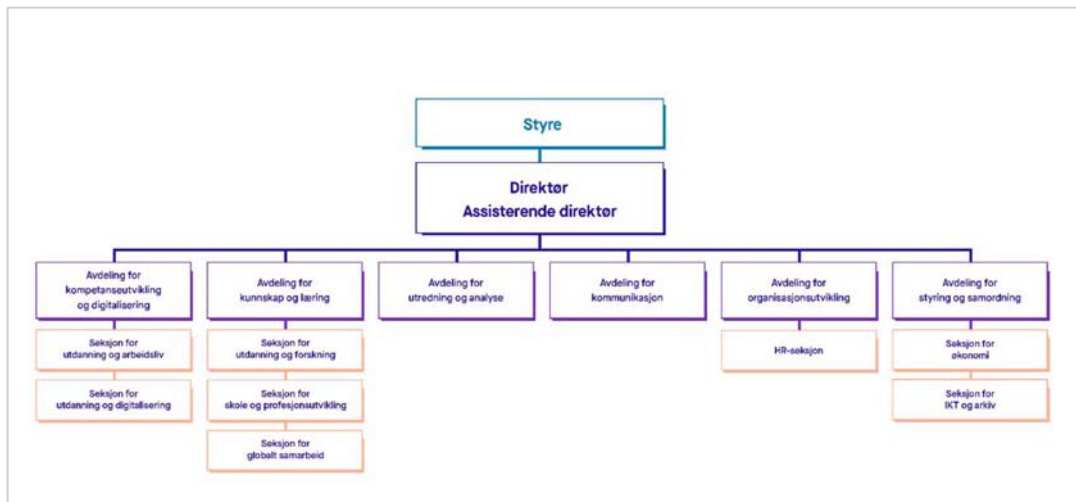 Styre
Direktør
Assisterende direktør
Avdeling for
kompetanseutvikling
og digitalisering
Avdeling for
kunnskap og læring
Avdeling for
utredning og analyse
Avdeling for
kommunikasjon
Avdeling for
organisasjonsutvikling
Avdeling for
styring og samordning
Seksjon for
utdanning og arbeidsliv
Seksjon for
utdanning og forskning
HR-seksjon
Seksjon for
økonomi
Seksjon for
utdanning og digitalisering
Seksjon for
skole og profesjonsutvikling
Seksjon for
IKT og arkiv
Seksjon for
globalt samarbeid